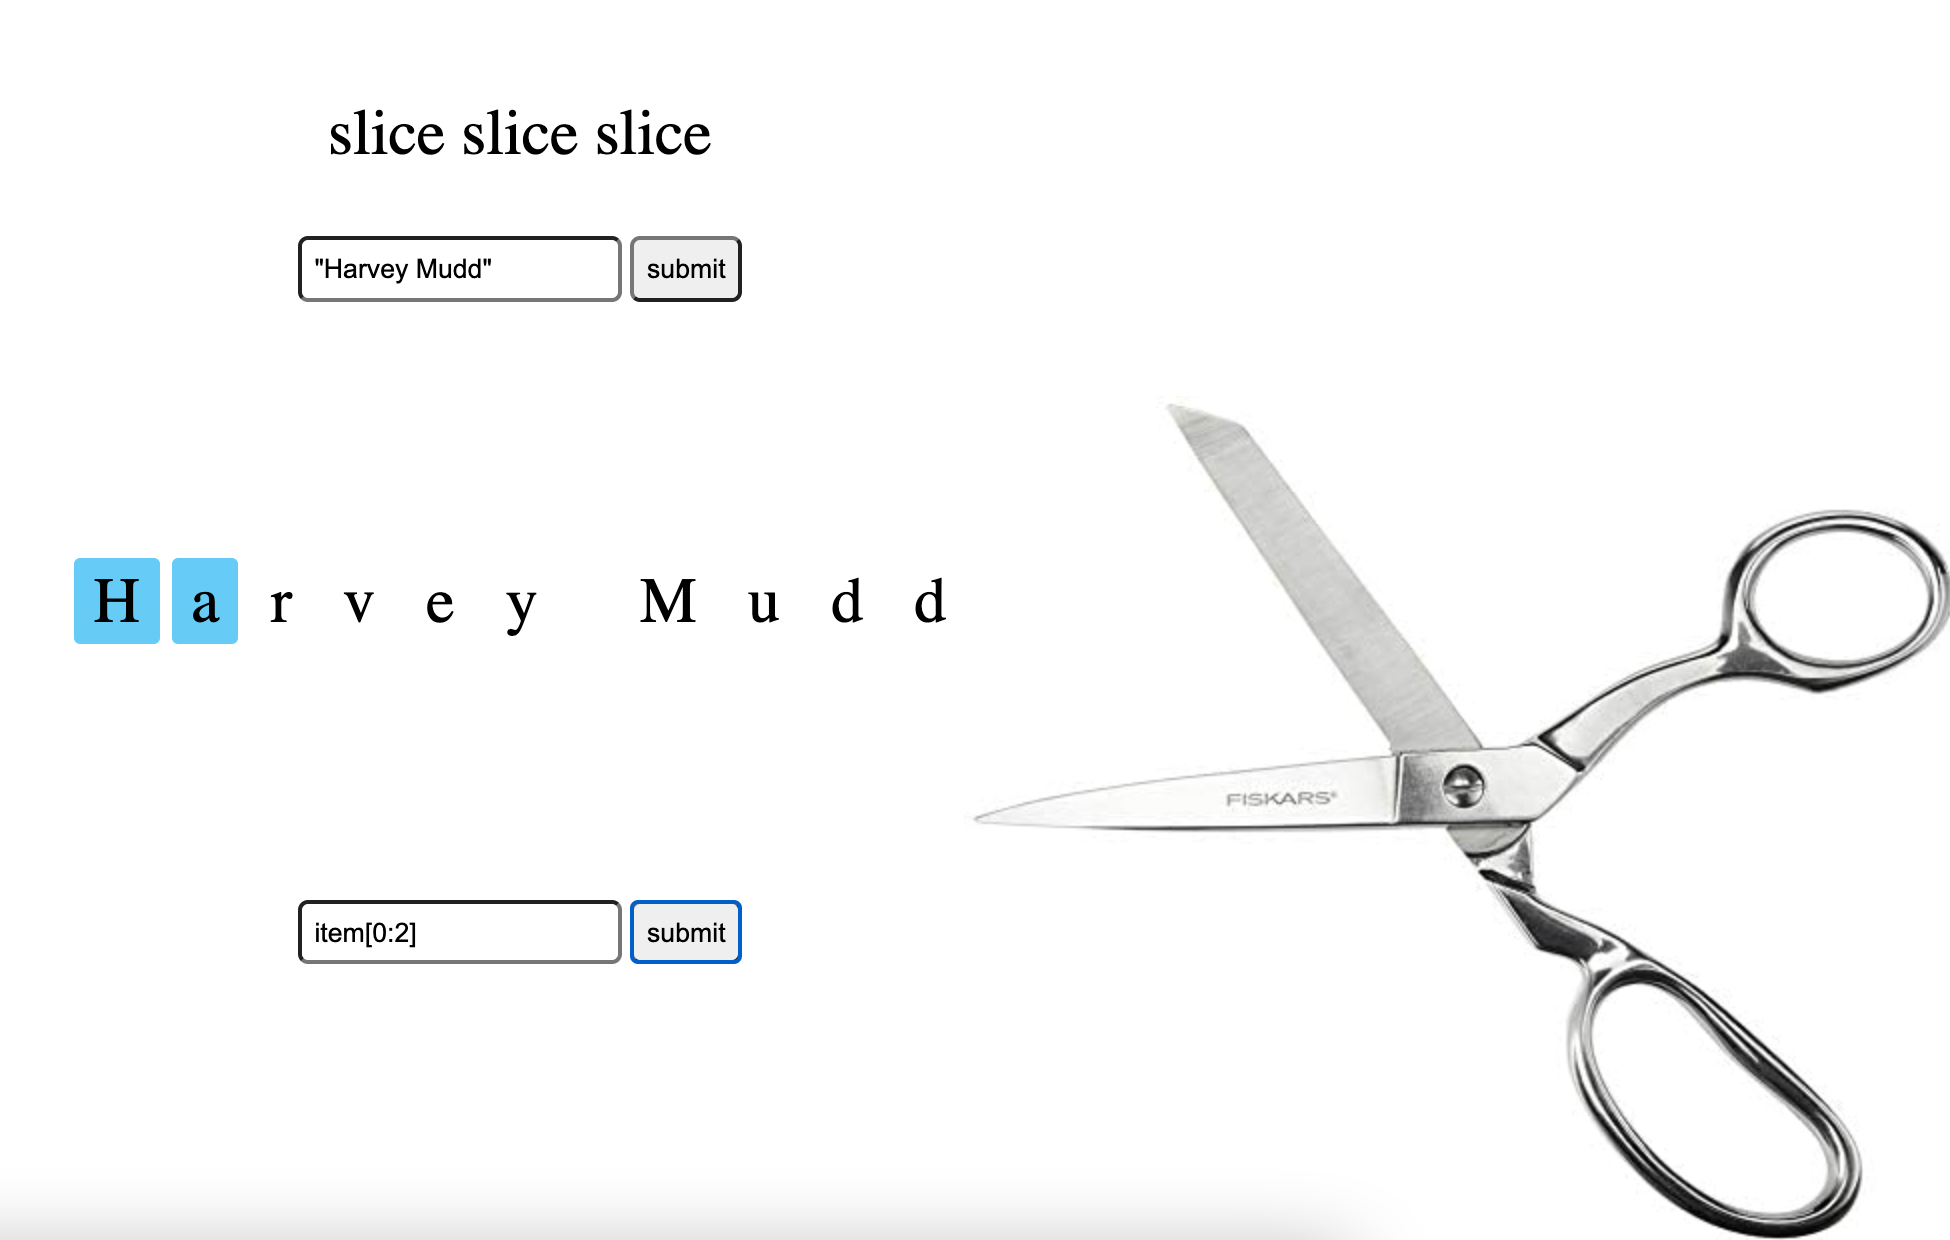 slice slice slice
"Harvey Mudd" submit
H a r v e y M u d d
FISKARS®
item[0:2] submit